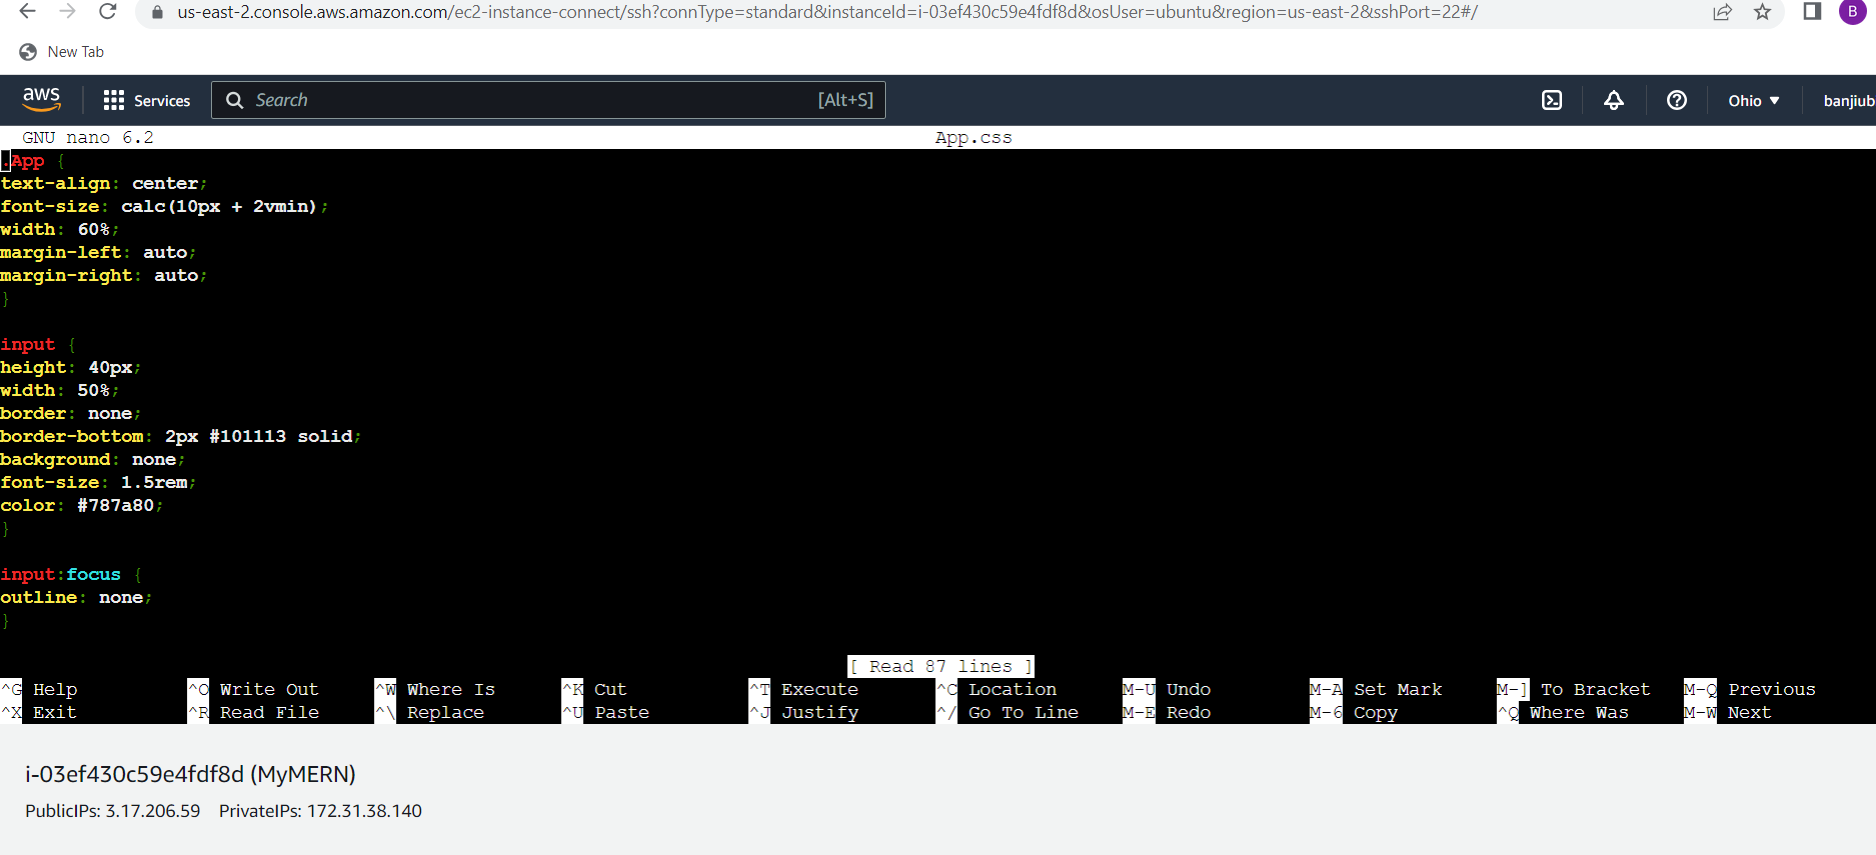 us-east-2.console.aws.amazon.com/ec2-instance-connect/ssh?connType=standard&instanceId=i-03ef430c59e4fdf8d&osUser=ubuntu&region=us-east-2&sshPort=22#/
B
New Tab
aws
Services
Search
[Alt+S]
Ohio
banjiub
GNU nano 6.2
App.css
.App {
text-align: center;
font-size: calc(10px + 2vmin);
width: 60%;
margin-left: auto;
margin-right: auto;
}
input {
height: 40px;
width: 50%;
border: none;
border-bottom: 2px #101113 solid;
background: none;
font-size: 1.5rem;
color: #787a80;
}
input:focus {
outline: none;
}
[ Read 87 lines ]
^G Help ^O Write Out ^W Where Is ^K Cut ^T Execute ^C Location M-U Undo M-A Set Mark M-] To Bracket M-Q Previous
^X Exit ^R Read File ^\ Replace ^U Paste ^J Justify ^/ Go To Line M-E Redo M-6 Copy ^Q Where Was M-W Next
i-03ef430c59e4fdf8d (MyMERN)
PublicIPs: 3.17.206.59 PrivateIPs: 172.31.38.140